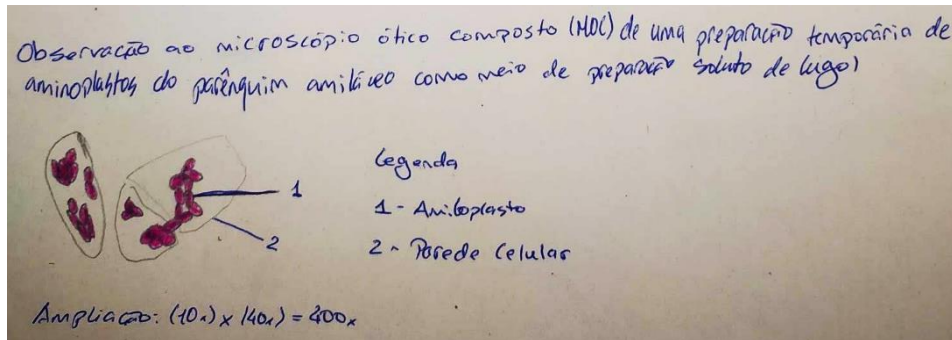 Observação ao microscópio ótico composto (MOC) de uma preparação temporária de
aminoplastos do parênquim amiláceo como meio de preparação soluto de lugol
Legenda
1
1 - Amiloplasto
2
2 - Parede Celular
Ampliação: (10x) x (40x) = 400x